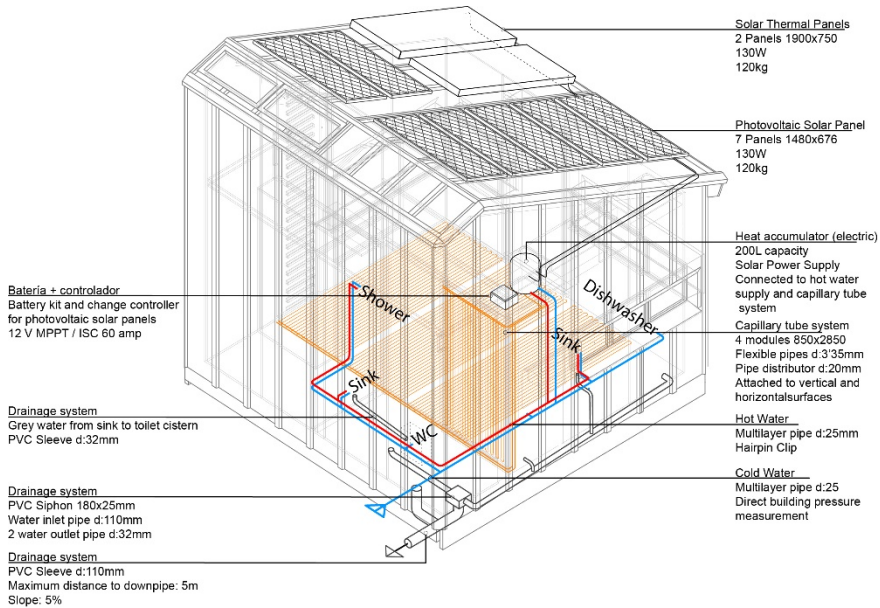 Solar Thermal Panels
2 Panels 1900x750
130W
120kg
Photovoltaic Solar Panel
7 Panels 1480x676
130W
120kg
Heat accumulator (electric)
200L capacity
Solar Power Supply
Connected to hot water
supply and capillary tube
system
Capillary tube system
4 modules 850x2850
Flexible pipes d:3'35mm
Pipe distributor d:20mm
Attached to vertical and
horizontalsurfaces
Hot Water
Multilayer pipe d:25mm
Hairpin Clip
Cold Water
Multilayer pipe d:25
Direct building pressure
measurement
Shower
Dishwasher
Sink
Sink
WC
Batería + controlador
Battery kit and change controller
for photovoltaic solar panels
12 V MPPT / ISC 60 amp
Drainage system
Grey water from sink to toilet cistern
PVC Sleeve d:32mm
Drainage system
PVC Siphon 180x25mm
Water inlet pipe d:110mm
2 water outlet pipe d:32mm
Drainage system
PVC Sleeve d:110mm
Maximum distance to downpipe: 5m
Slope: 5%